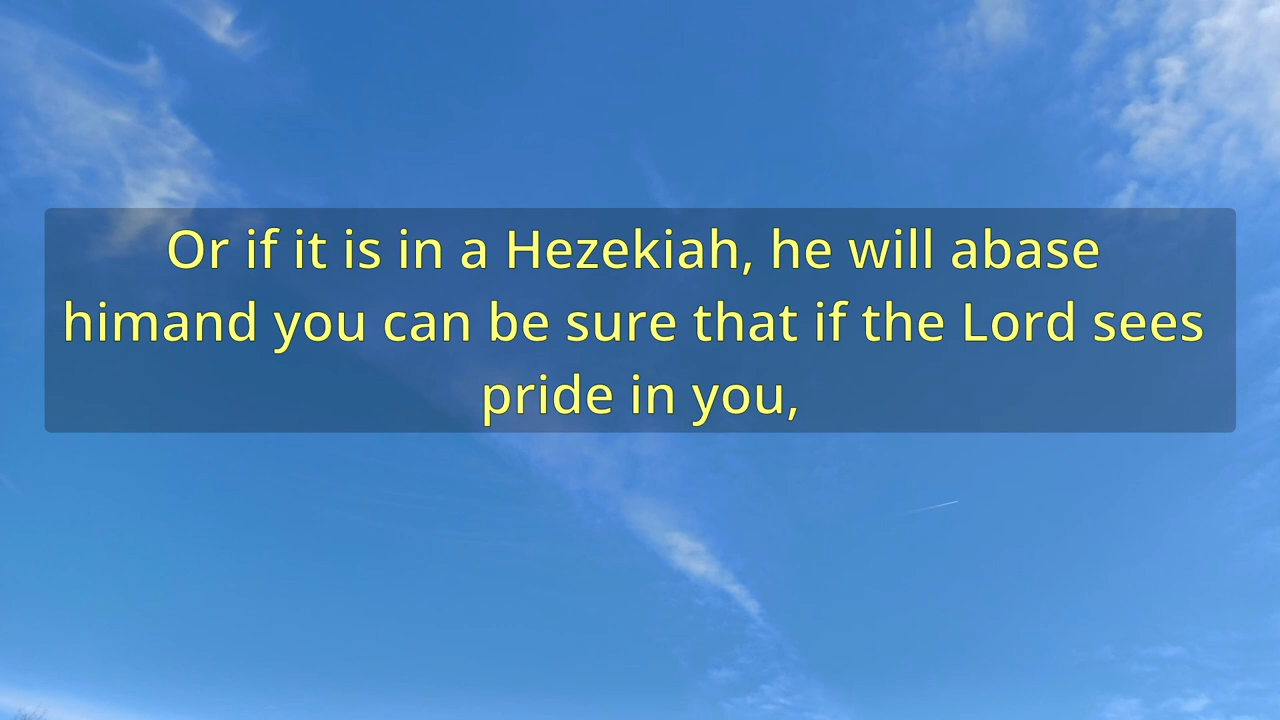 Or if it is in a Hezekiah, he will abase
himand you can be sure that if the Lord sees
pride in you,